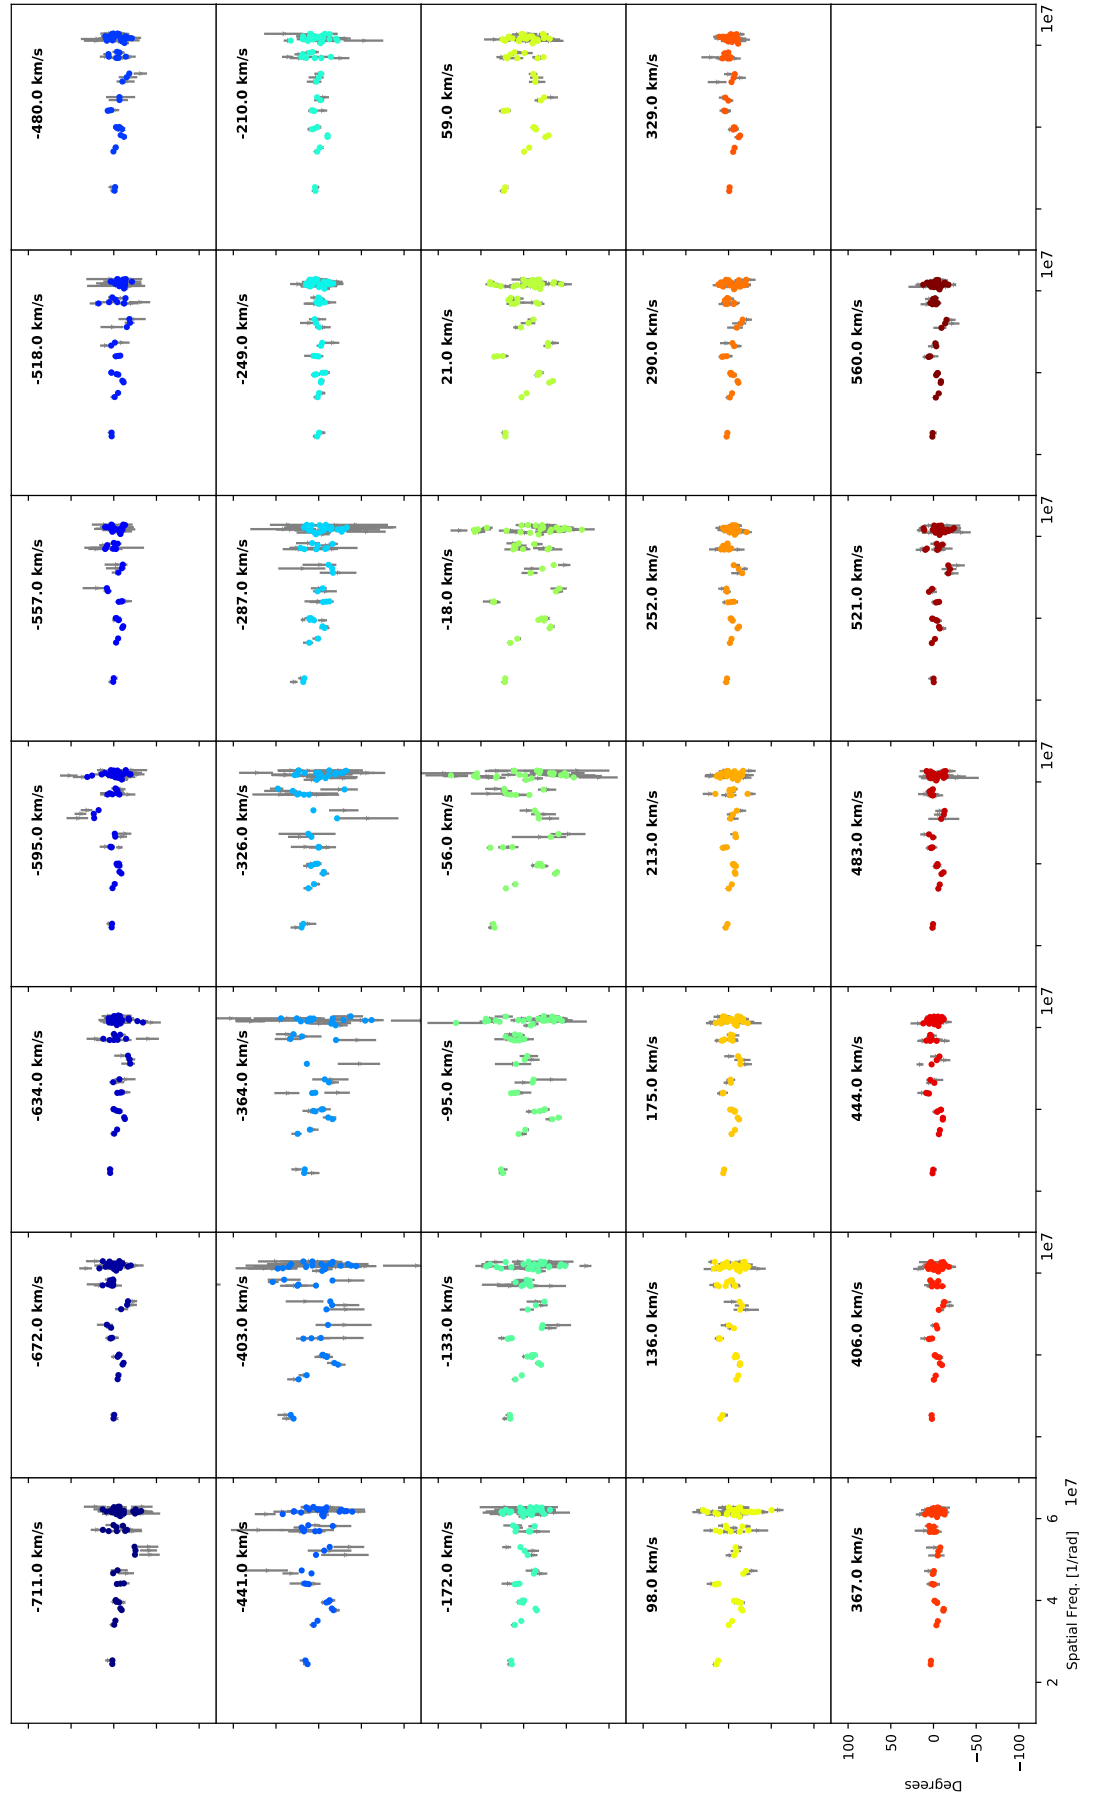 -711.0 km/s
-672.0 km/s
-634.0 km/s
-595.0 km/s
-557.0 km/s
-518.0 km/s
-480.0 km/s
-441.0 km/s
-403.0 km/s
-364.0 km/s
-326.0 km/s
-287.0 km/s
-249.0 km/s
-210.0 km/s
-172.0 km/s
-133.0 km/s
-95.0 km/s
-56.0 km/s
-18.0 km/s
21.0 km/s
59.0 km/s
98.0 km/s
136.0 km/s
175.0 km/s
213.0 km/s
252.0 km/s
290.0 km/s
329.0 km/s
367.0 km/s
406.0 km/s
444.0 km/s
483.0 km/s
521.0 km/s
560.0 km/s
100
50
0
−50
−100
Degrees
2
4
6
1e7
1e7
1e7
1e7
1e7
1e7
1e7
Spatial Freq. [1/rad]